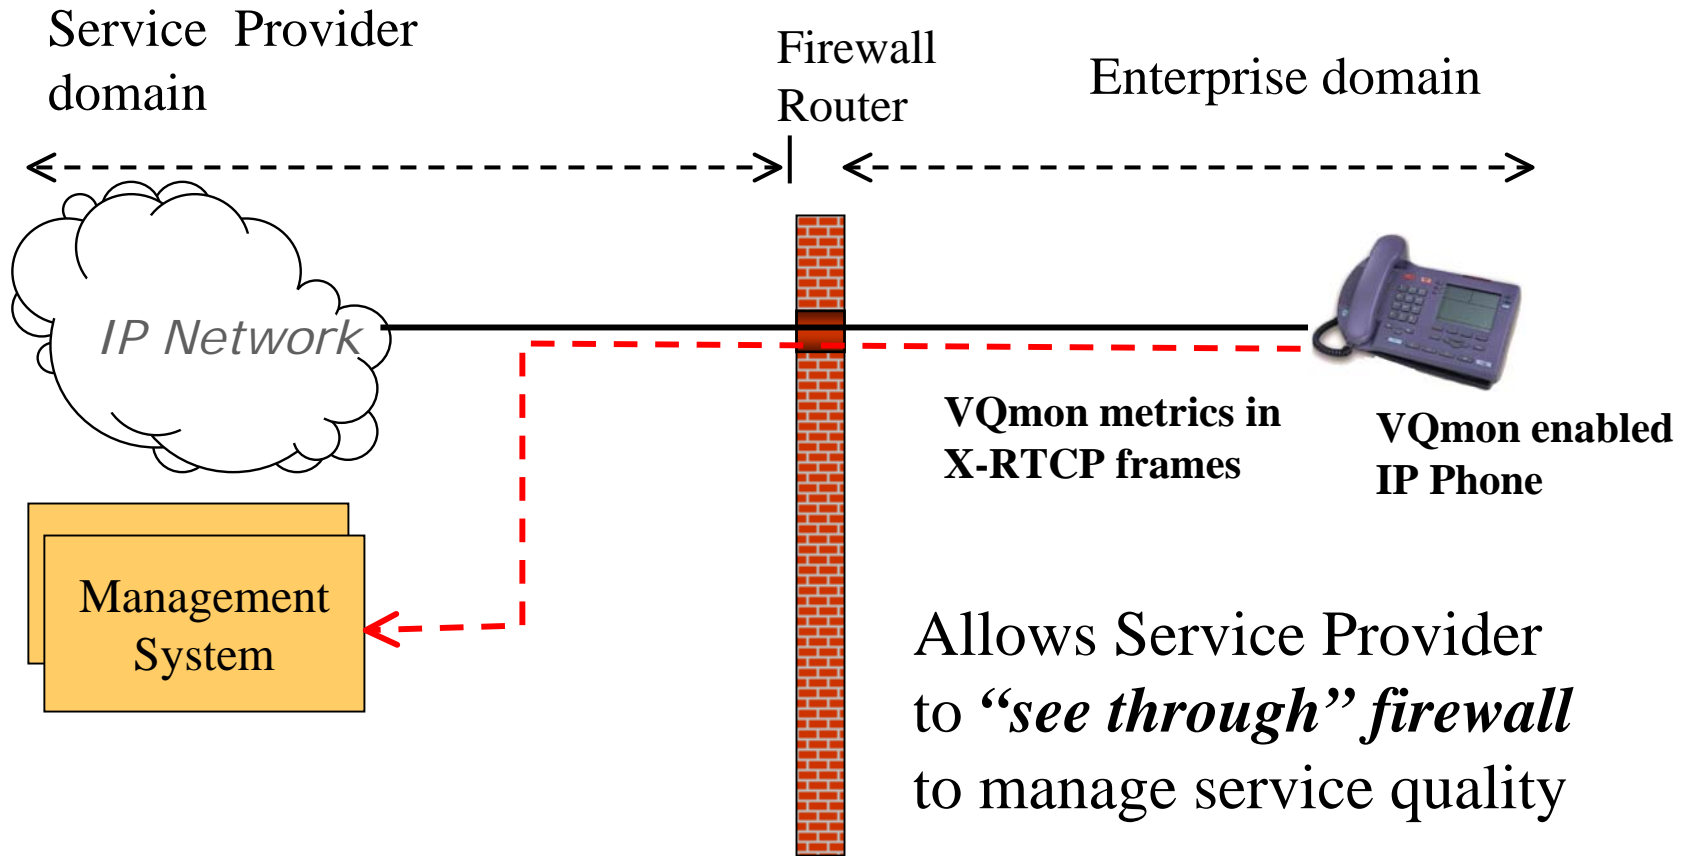 Service Provider
domain
Firewall
Router
Enterprise domain
IP Network
VQmon metrics in
X-RTCP frames
VQmon enabled
IP Phone
Management
System
Allows Service Provider
to “see through” firewall
to manage service quality